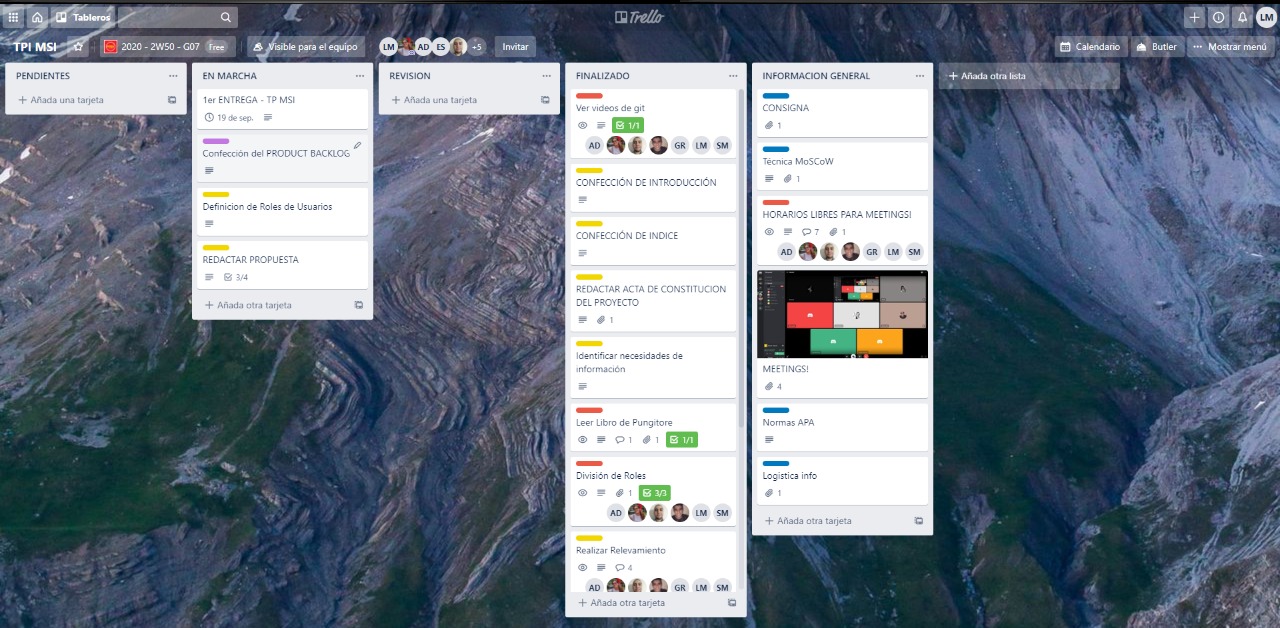 Tableros
Trello
LM
TPI MSI
2020 - 2W50 - G07
Free
Visible para el equipo
LM
AD
ES
+5
Invitar
Calendario
Butler
Mostrar menú
PENDIENTES
Añada una tarjeta
EN MARCHA
1er ENTREGA - TP MSI
19 de sep.
Confección del PRODUCT BACKLOG
Definicion de Roles de Usuarios
REDACTAR PROPUESTA
3/4
Añada otra tarjeta
REVISION
Añada una tarjeta
FINALIZADO
Ver videos de git
1/1
AD GR LM SM
CONFECCIÓN DE INTRODUCCIÓN
CONFECCIÓN DE INDICE
REDACTAR ACTA DE CONSTITUCION
DEL PROYECTO
1
Identificar necesidades de
información
Leer Libro de Pungitore
1 1 1/1
División de Roles
1 3/3
AD LM SM
Realizar Relevamiento
4
AD GR LM SM
Añada otra tarjeta
INFORMACION GENERAL
CONSIGNA
1
Técnica MoSCoW
1
HORARIOS LIBRES PARA MEETINGS!
7 1
AD GR LM SM
MEETINGS!
4
Normas APA
Logistica info
1
Añada otra tarjeta
Añada otra lista